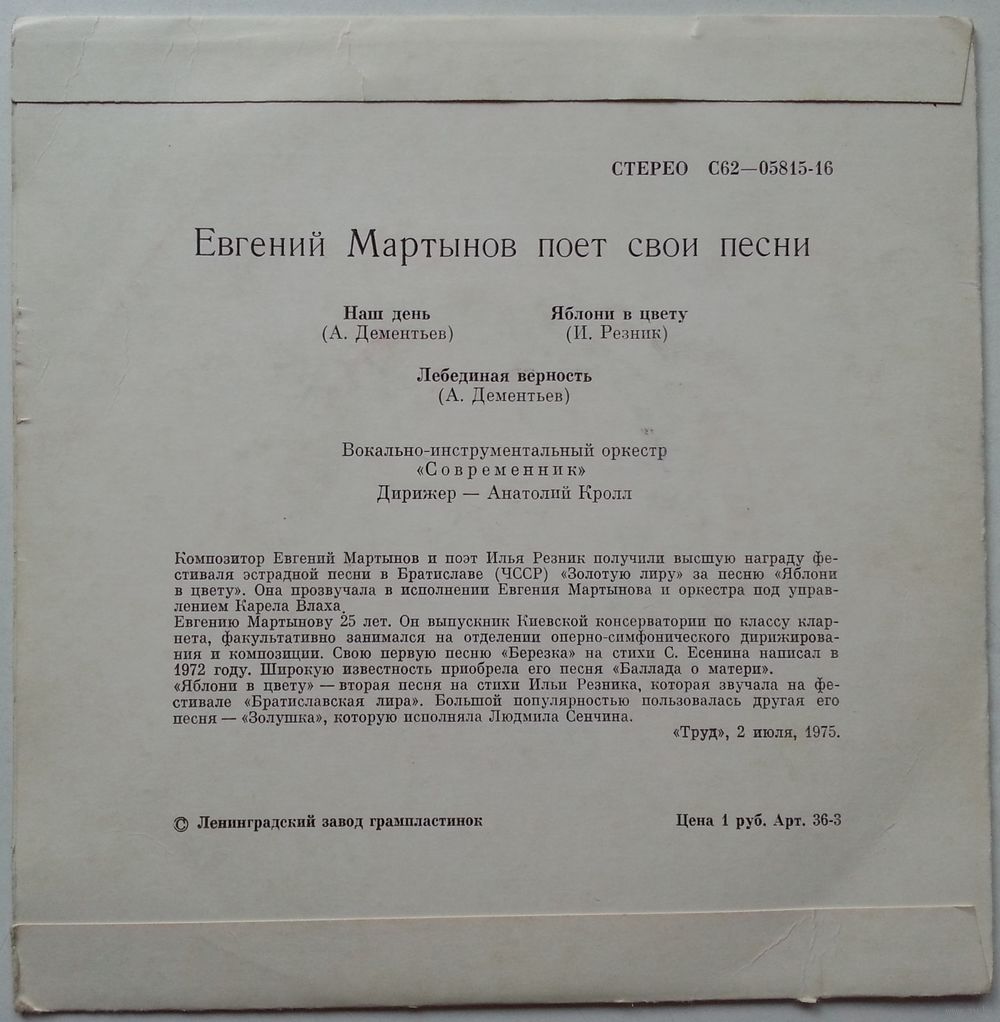 СТЕРЕО С62—05815-16
Евгений Мартынов поет свои песни
Наш день Яблони в цвету
(А. Дементьев) (И. Резник)
Лебединая верность
(А. Дементьев)
Вокально-инструментальный оркестр
«Современник»
Дирижер — Анатолий Кролл
Композитор Евгений Мартынов и поэт Илья Резник получили высшую награду фе-
стиваля эстрадной песни в Братиславе (ЧССР) «Золотую лиру» за песню «Яблони
в цвету». Она прозвучала в исполнении Евгения Мартынова и оркестра под управ-
лением Карела Влаха.
Евгению Мартынову 25 лет. Он выпускник Киевской консерватории по классу клар-
нета, факультативно занимался на отделении оперно-симфонического дирижирова-
ния и композиции. Свою первую песню «Березка» на стихи С. Есенина написал в
1972 году. Широкую известность приобрела его песня «Баллада о матери».
«Яблони в цвету» — вторая песня на стихи Ильи Резника, которая звучала на фе-
стивале «Братиславская лира». Большой популярностью пользовалась другая его
песня — «Золушка», которую исполняла Людмила Сенчина.
«Труд», 2 июля, 1975.
© Ленинградский завод грампластинок Цена 1 руб. Арт. 36-3